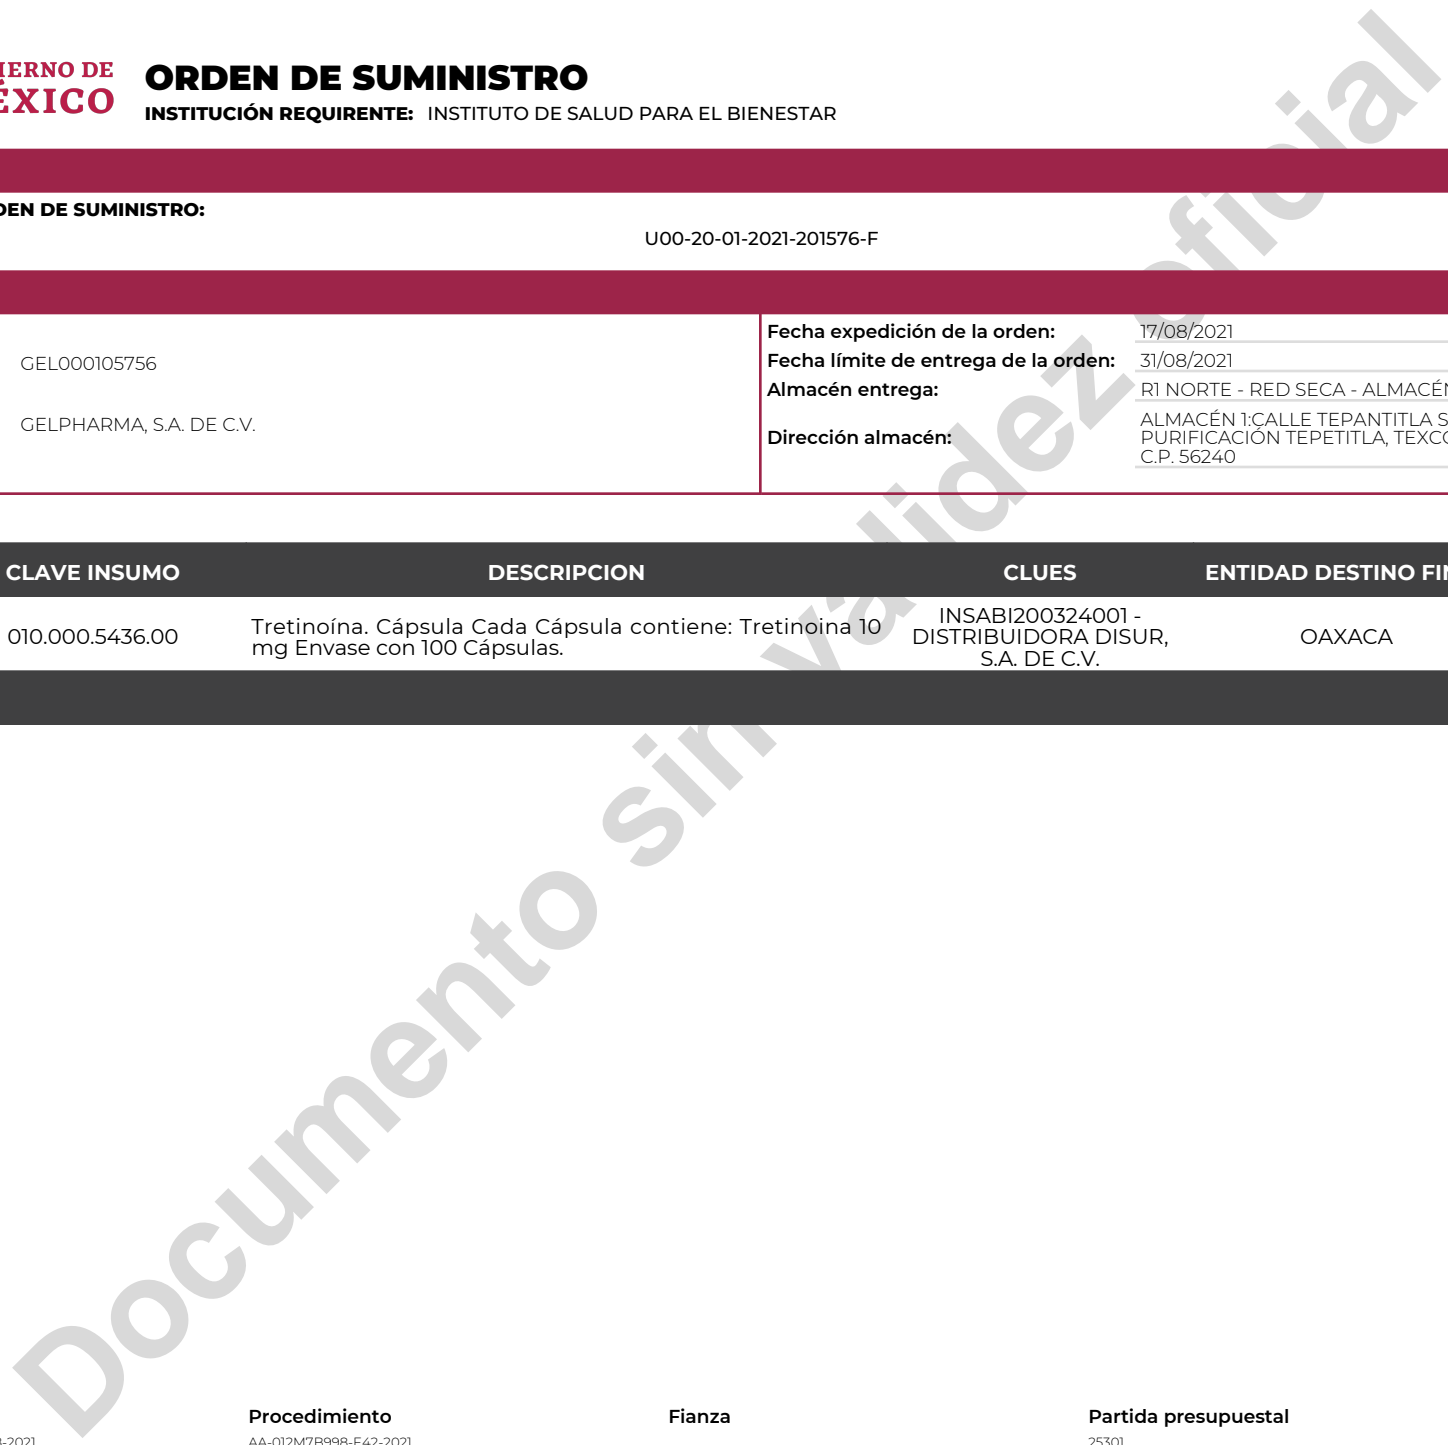 IERNO DE
ÉXICO
ORDEN DE SUMINISTRO
INSTITUCIÓN REQUIRENTE: INSTITUTO DE SALUD PARA EL BIENESTAR
DEN DE SUMINISTRO:
U00-20-01-2021-201576-F
GEL000105756
GELPHARMA, S.A. DE C.V.
Fecha expedición de la orden: 17/08/2021
Fecha límite de entrega de la orden: 31/08/2021
Almacén entrega: R1 NORTE - RED SECA - ALMACÉN
Dirección almacén: ALMACÉN 1:CALLE TEPANTITLA S
PURIFICACIÓN TEPETITLA, TEXCO
C.P. 56240
CLAVE INSUMO DESCRIPCION CLUES ENTIDAD DESTINO FIN
010.000.5436.00
Tretinoína. Cápsula Cada Cápsula contiene: Tretinoina 10
mg Envase con 100 Cápsulas.
INSABI200324001 -
DISTRIBUIDORA DISUR,
S.A. DE C.V.
OAXACA
Documento sin validez oficial
Procedimiento Fianza Partida presupuestal
-2021 AA-012M7B998-E42-2021 25301